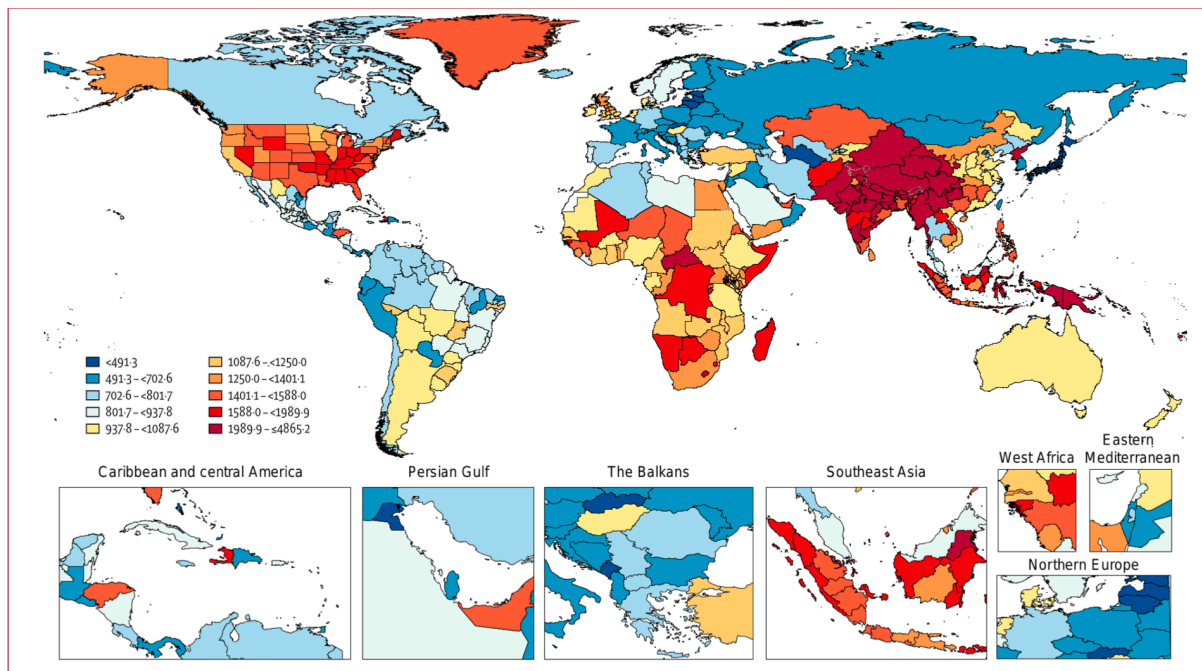 <491·3
491·3–<702·6
702·6–<801·7
801·7–<937·8
937·8–<1087·6
1087·6–<1250·0
1250·0–<1401·1
1401·1–<1588·0
1588·0–<1989·9
1989·9–≤4865·2
Caribbean and central America
Persian Gulf
The Balkans
Southeast Asia
West Africa
Eastern
Mediterranean
Northern Europe